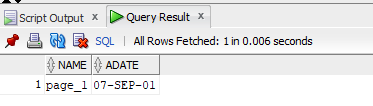 Script Output x Query Result x
SQL | All Rows Fetched: 1 in 0.006 seconds
NAME ADATE
1 page_1 07-SEP-01